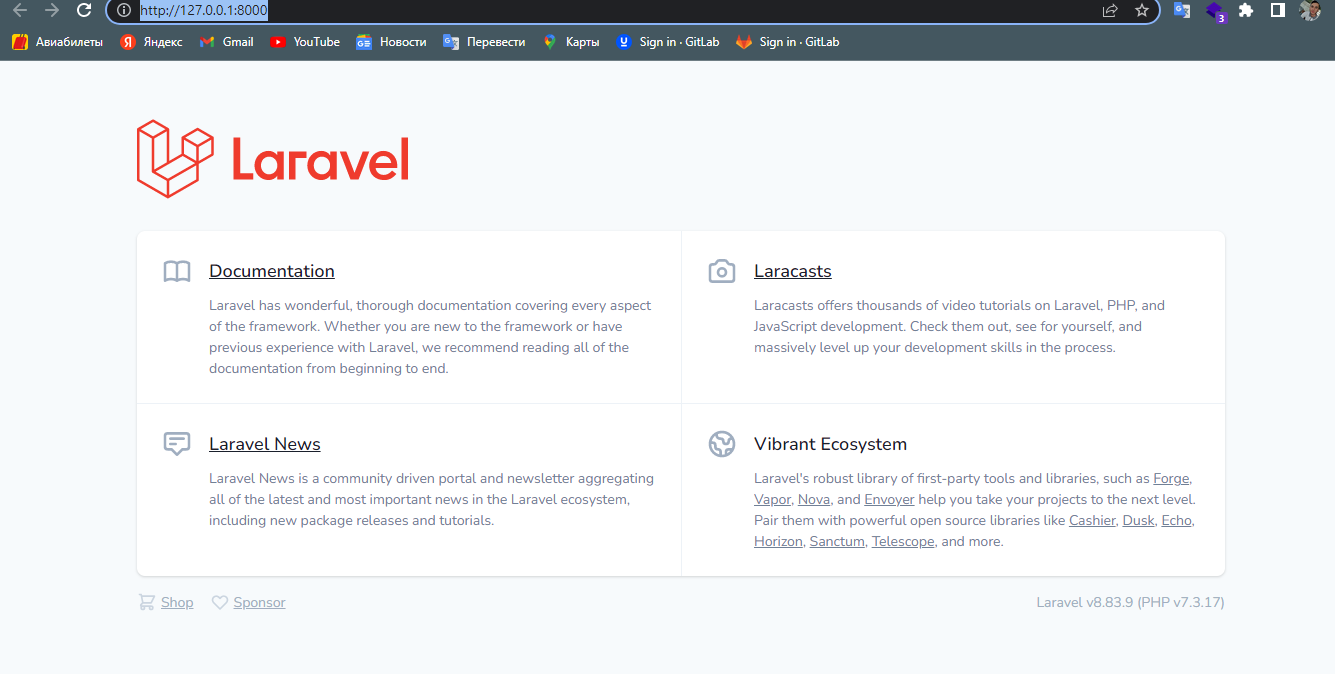 http://127.0.0.1:8000
3
Авиабилеты Яндекс Gmail YouTube Новости Перевести Карты Sign in · GitLab Sign in · GitLab
Laravel
Documentation
Laravel has wonderful, thorough documentation covering every aspect
of the framework. Whether you are new to the framework or have
previous experience with Laravel, we recommend reading all of the
documentation from beginning to end.
Laracasts
Laracasts offers thousands of video tutorials on Laravel, PHP, and
JavaScript development. Check them out, see for yourself, and
massively level up your development skills in the process.
Laravel News
Laravel News is a community driven portal and newsletter aggregating
all of the latest and most important news in the Laravel ecosystem,
including new package releases and tutorials.
Vibrant Ecosystem
Laravel's robust library of first-party tools and libraries, such as Forge,
Vapor, Nova, and Envoyer help you take your projects to the next level.
Pair them with powerful open source libraries like Cashier, Dusk, Echo,
Horizon, Sanctum, Telescope, and more.
Shop Sponsor
Laravel v8.83.9 (PHP v7.3.17)